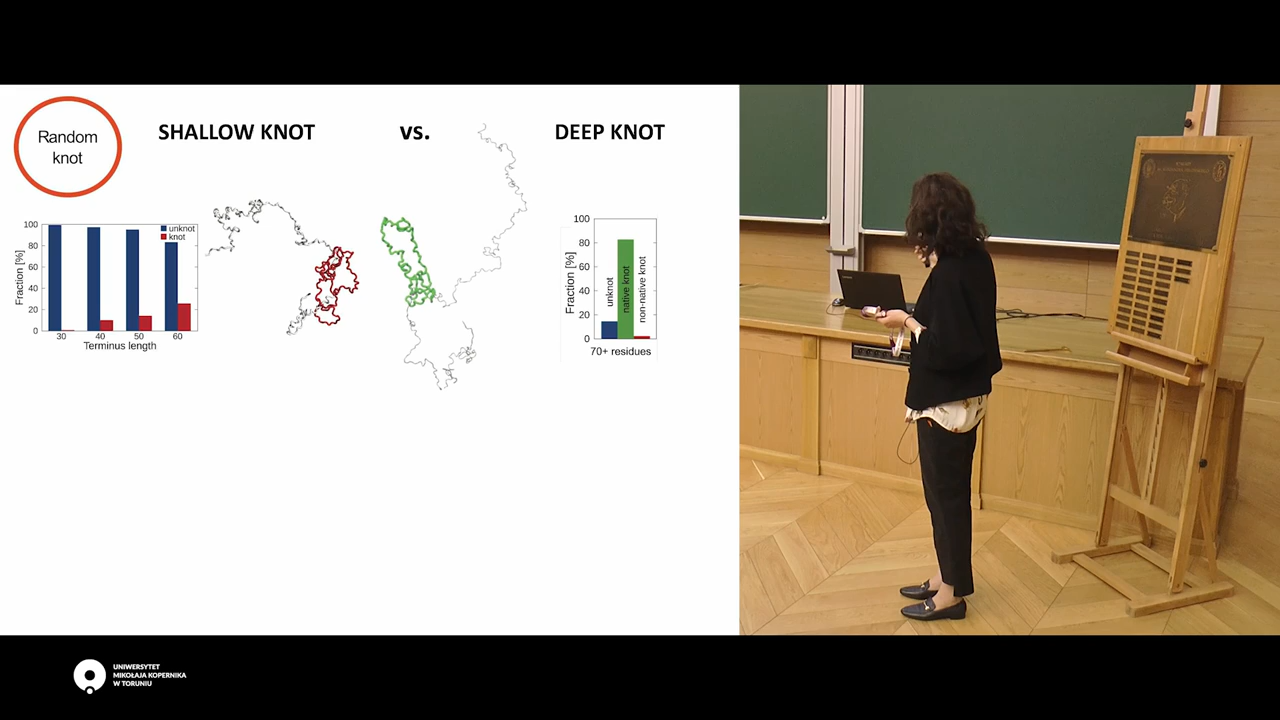 Random
knot
SHALLOW KNOT
vs.
DEEP KNOT
100
80
60
40
20
0
Fraction [%]
unknot
knot
30
40
50
60
Terminus length
100
80
60
40
20
0
Fraction [%]
unknot
native knot
non-native knot
70+ residues
UNIWERSYTET
MIKOŁAJA KOPERNIKA
W TORUNIU